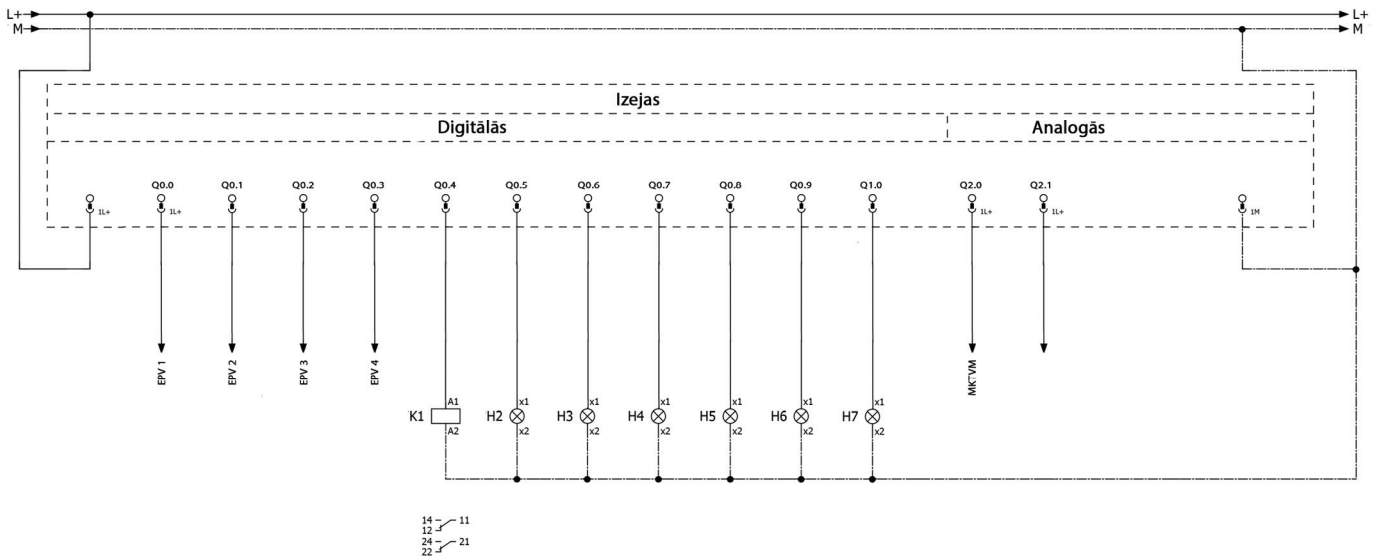 L+ L+
M M
Izejas
Digitālās Analogās
Q0.0 Q0.1 Q0.2 Q0.3 Q0.4 Q0.5 Q0.6 Q0.7 Q0.8 Q0.9 Q1.0 Q2.0 Q2.1
1L+ 1L+ 1L+ 1L+ 1M
EPV 1 EPV 2 EPV 3 EPV 4 MKTVM
A1 x1 x1 x1 x1 x1 x1
K1 H2 H3 H4 H5 H6 H7
A2 x2 x2 x2 x2 x2 x2
14 11
12
24 21
22